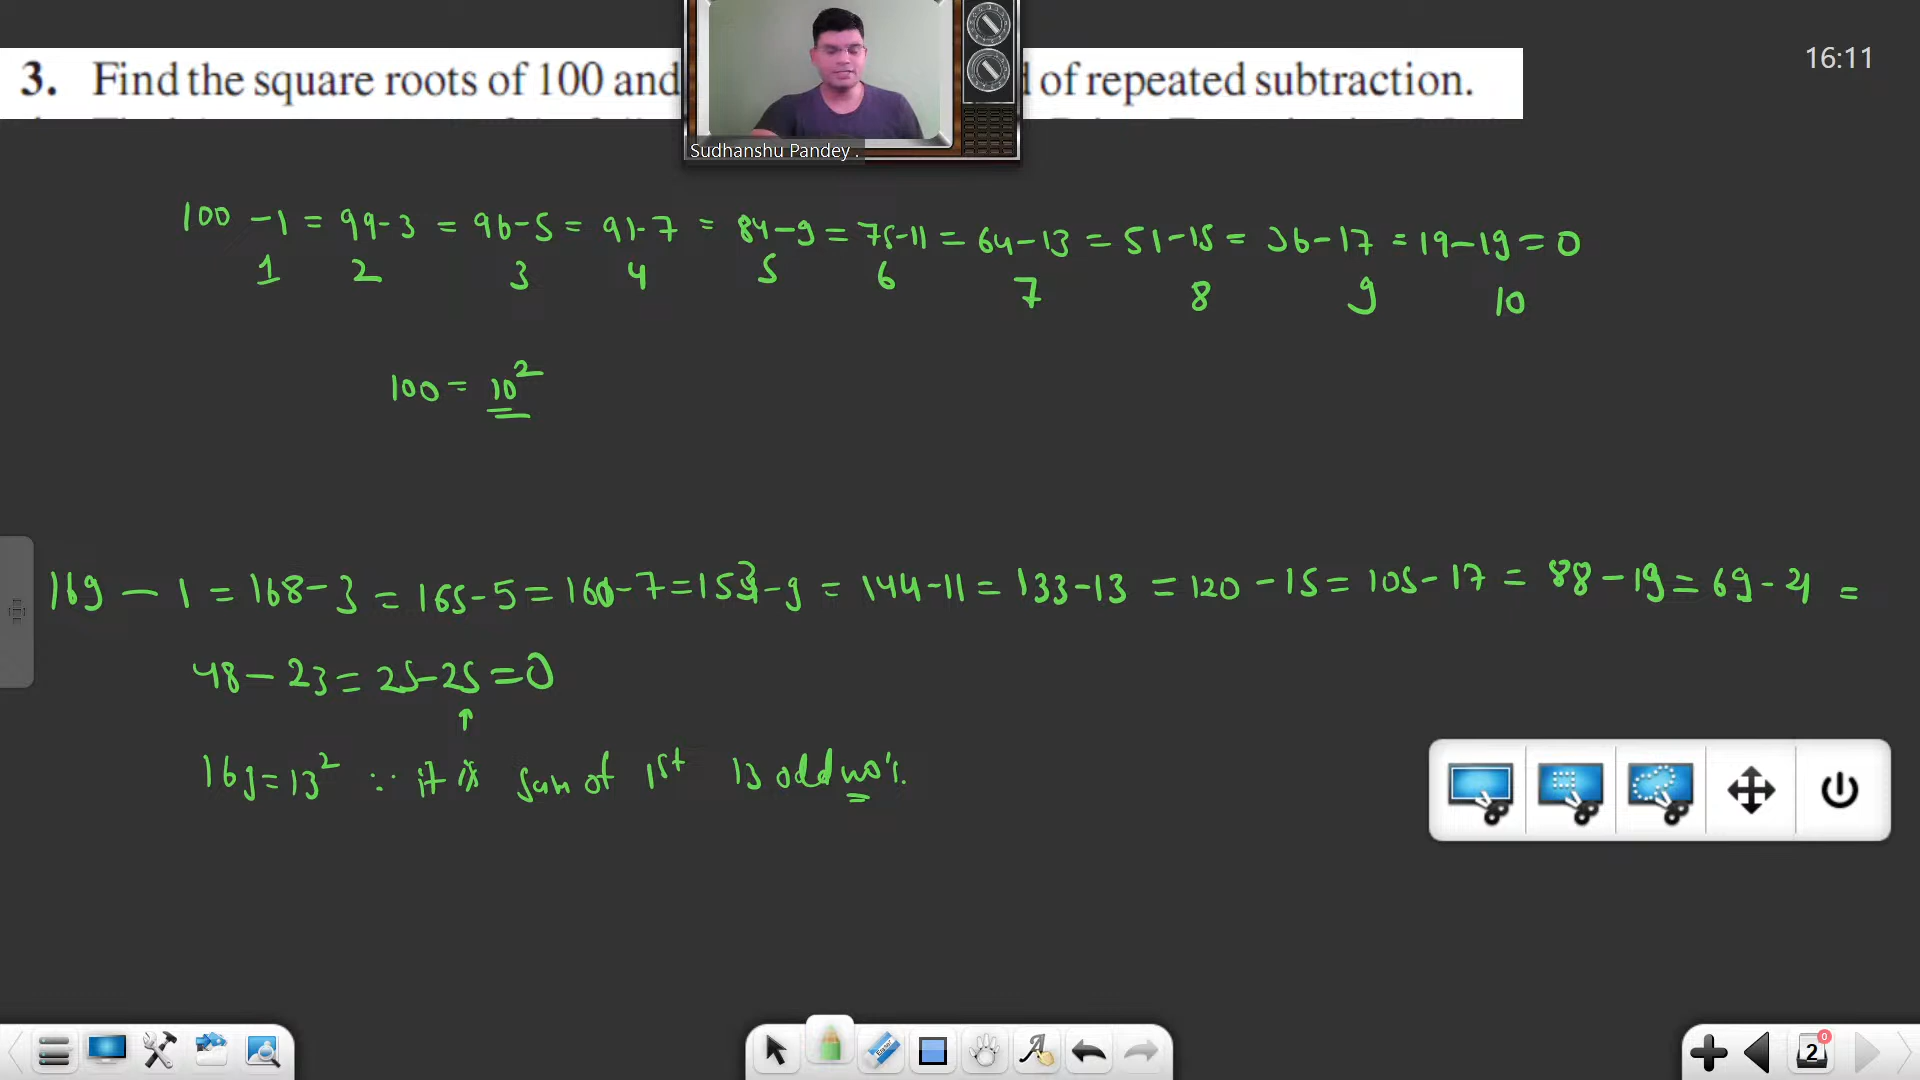 16:11
3. Find the square roots of 100 and
d of repeated subtraction.
Sudhanshu Pandey .
100 - 1 = 99-3 = 96-5 = 91-7 = 84-9 = 75-11 = 64-13 = 51-15 = 36-17 = 19-19 = 0
1 2 3 4 5 6 7 8 9 10
100 = 10²
169 - 1 = 168-3 = 165-5 = 160-7 = 153-9 = 144-11 = 133-13 = 120-15 = 105-17 = 88-19 = 69-21 =
48-23 = 25-25 = 0
↑
169 = 13² ∵ it is sum of 1st 13 odd no's.
Eraser
A
2
0